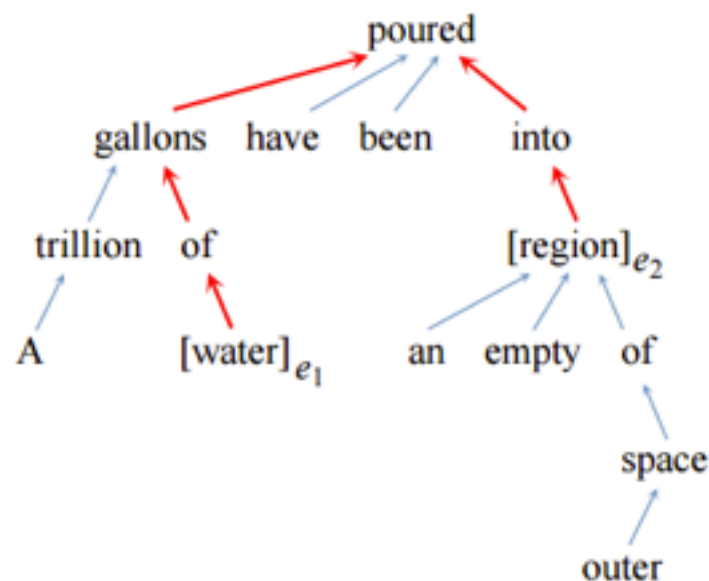 poured
gallons have been into
trillion of [region]e₂
A [water]e₁ an empty of
space
outer